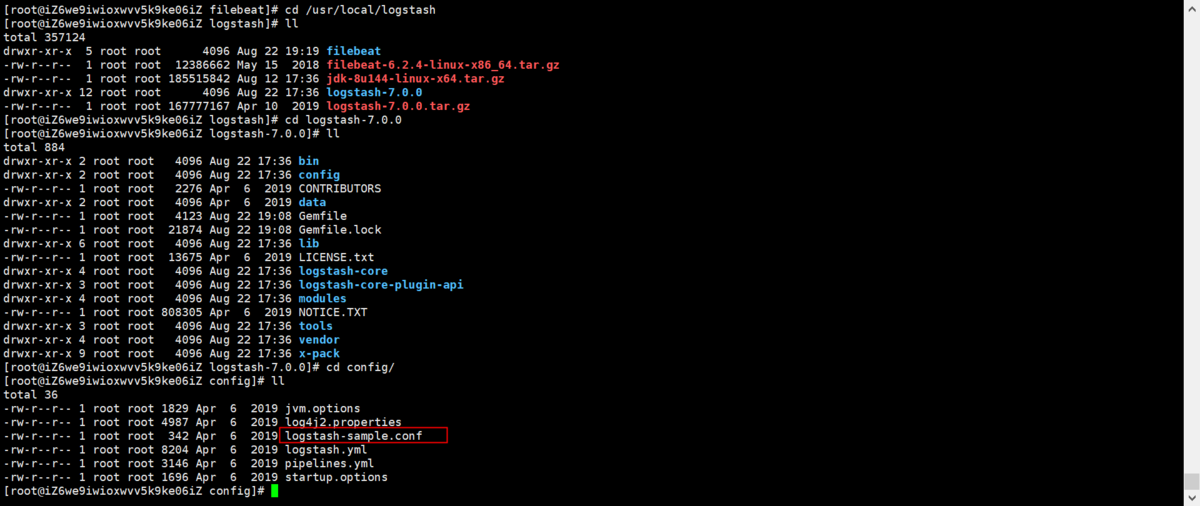 [root@iZ6we9iwioxwvv5k9ke06iZ filebeat]# cd /usr/local/logstash
[root@iZ6we9iwioxwvv5k9ke06iZ logstash]# ll
total 357124
drwxr-xr-x  5 root root      4096 Aug 22 19:19 filebeat
-rw-r--r--  1 root root  12386662 May 15  2018 filebeat-6.2.4-linux-x86_64.tar.gz
-rw-r--r--  1 root root 185515842 Aug 12 17:36 jdk-8u144-linux-x64.tar.gz
drwxr-xr-x 12 root root      4096 Aug 22 17:36 logstash-7.0.0
-rw-r--r--  1 root root 167777167 Apr 10  2019 logstash-7.0.0.tar.gz
[root@iZ6we9iwioxwvv5k9ke06iZ logstash]# cd logstash-7.0.0
[root@iZ6we9iwioxwvv5k9ke06iZ logstash-7.0.0]# ll
total 884
drwxr-xr-x 2 root root   4096 Aug 22 17:36 bin
drwxr-xr-x 2 root root   4096 Aug 22 17:36 config
-rw-r--r-- 1 root root   2276 Apr  6  2019 CONTRIBUTORS
drwxr-xr-x 2 root root   4096 Apr  6  2019 data
-rw-r--r-- 1 root root   4123 Aug 22 19:08 Gemfile
-rw-r--r-- 1 root root  21874 Aug 22 19:08 Gemfile.lock
drwxr-xr-x 6 root root   4096 Aug 22 17:36 lib
-rw-r--r-- 1 root root  13675 Apr  6  2019 LICENSE.txt
drwxr-xr-x 4 root root   4096 Aug 22 17:36 logstash-core
drwxr-xr-x 3 root root   4096 Aug 22 17:36 logstash-core-plugin-api
drwxr-xr-x 4 root root   4096 Aug 22 17:36 modules
-rw-r--r-- 1 root root 808305 Apr  6  2019 NOTICE.TXT
drwxr-xr-x 3 root root   4096 Aug 22 17:36 tools
drwxr-xr-x 4 root root   4096 Aug 22 17:36 vendor
drwxr-xr-x 9 root root   4096 Aug 22 17:36 x-pack
[root@iZ6we9iwioxwvv5k9ke06iZ logstash-7.0.0]# cd config/
[root@iZ6we9iwioxwvv5k9ke06iZ config]# ll
total 36
-rw-r--r-- 1 root root 1829 Apr  6  2019 jvm.options
-rw-r--r-- 1 root root 4987 Apr  6  2019 log4j2.properties
-rw-r--r-- 1 root root  342 Apr  6  2019 logstash-sample.conf
-rw-r--r-- 1 root root 8204 Apr  6  2019 logstash.yml
-rw-r--r-- 1 root root 3146 Apr  6  2019 pipelines.yml
-rw-r--r-- 1 root root 1696 Apr  6  2019 startup.options
[root@iZ6we9iwioxwvv5k9ke06iZ config]#